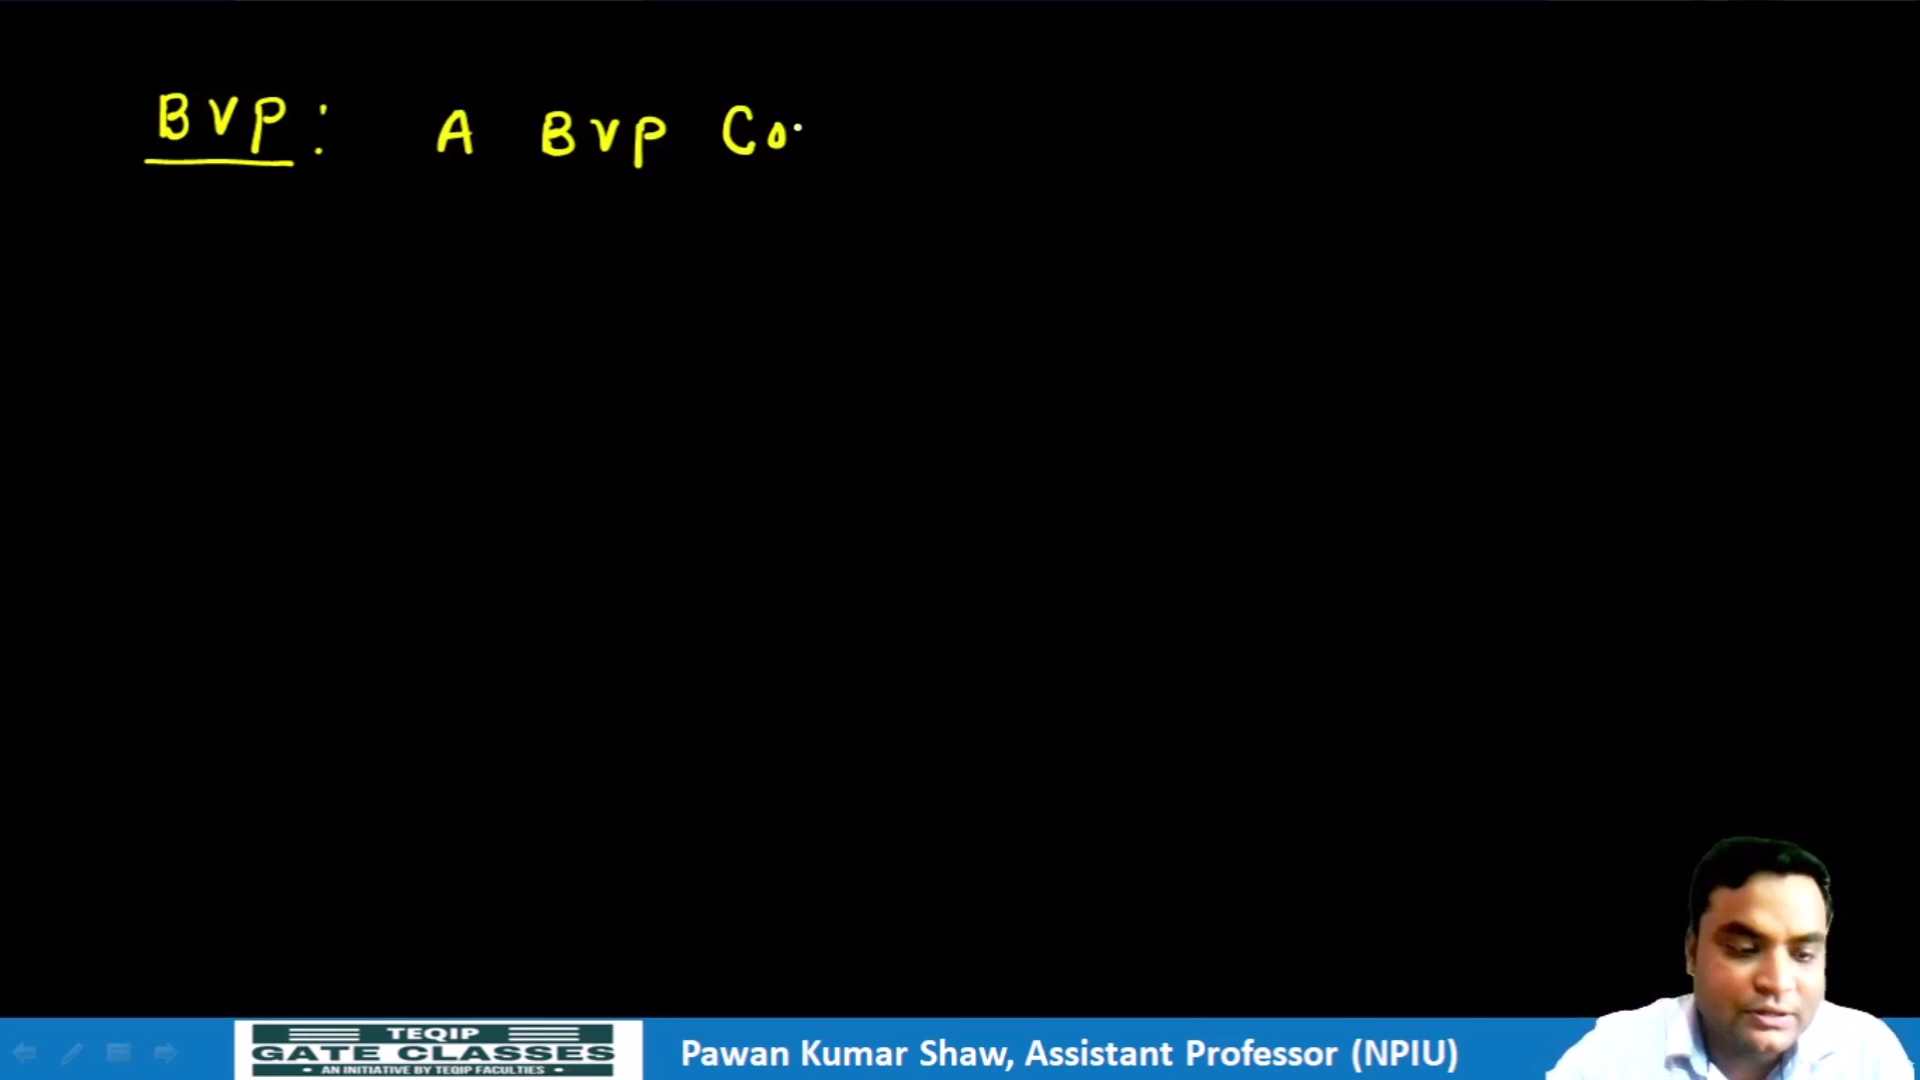 BVP: A BVP Co
TEQIP
GATE CLASSES
• AN INITIATIVE BY TEQIP FACULTIES •
Pawan Kumar Shaw, Assistant Professor (NPIU)